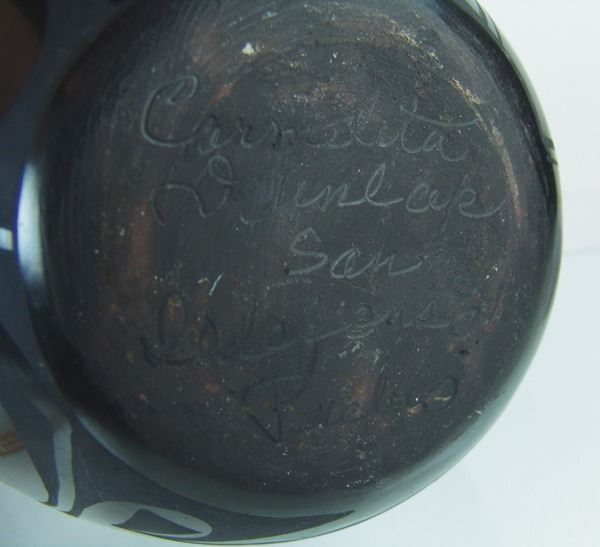 Carmelita
Dunlap
San
Ildefonso
Pueblo